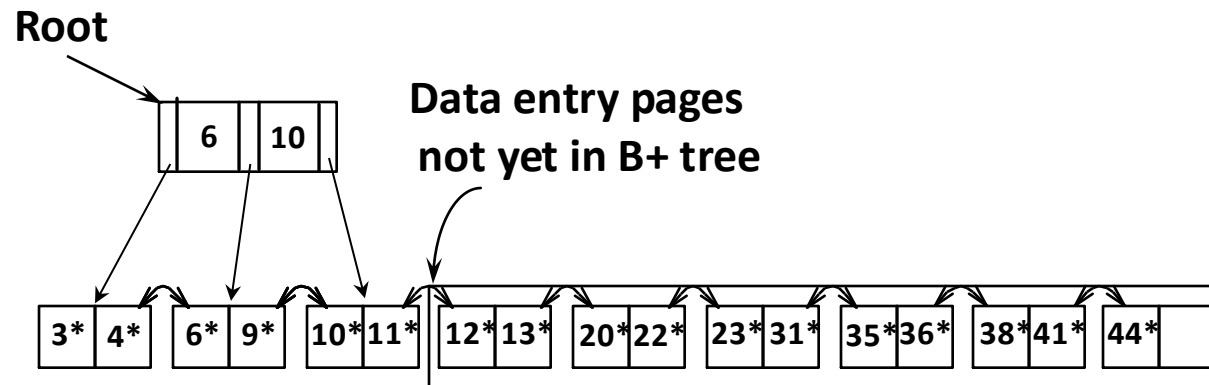 Root
Data entry pages
not yet in B+ tree
6 10
3* 4* 6* 9* 10* 11* 12* 13* 20* 22* 23* 31* 35* 36* 38* 41* 44*